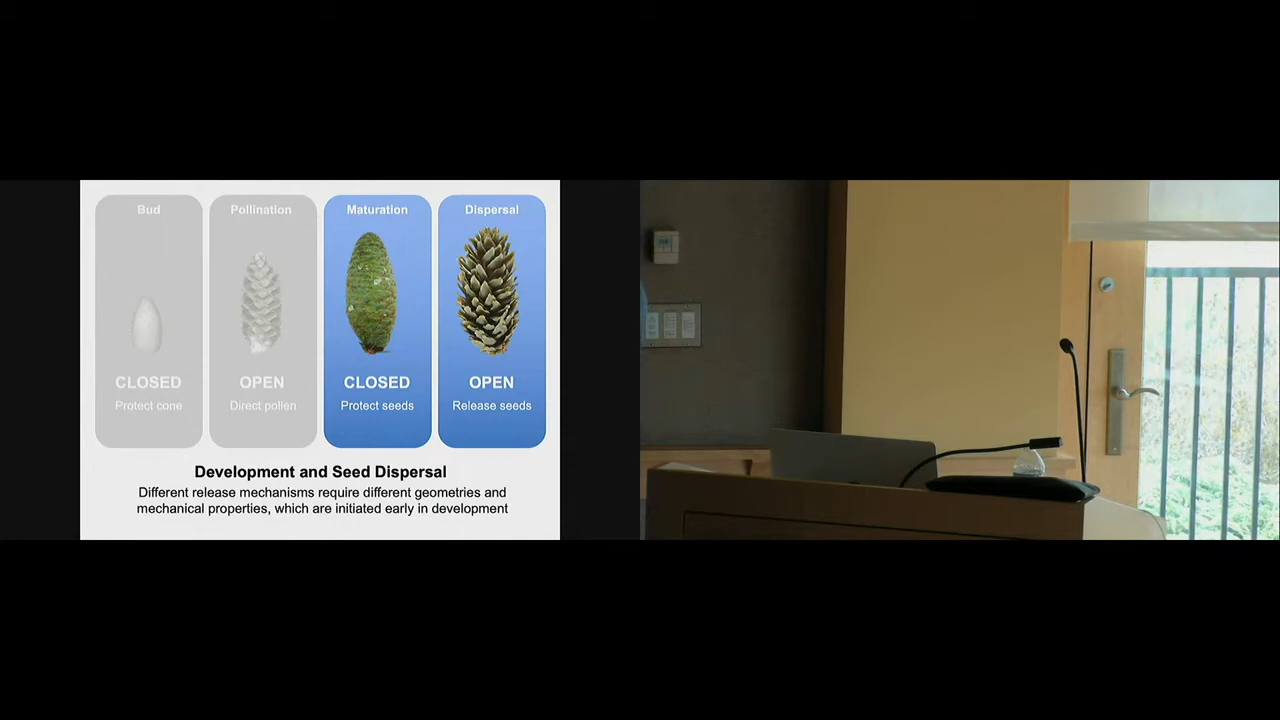 Bud
Pollination
Maturation
Dispersal
CLOSED
OPEN
CLOSED
OPEN
Protect cone
Direct pollen
Protect seeds
Release seeds
Development and Seed Dispersal
Different release mechanisms require different geometries and
mechanical properties, which are initiated early in development